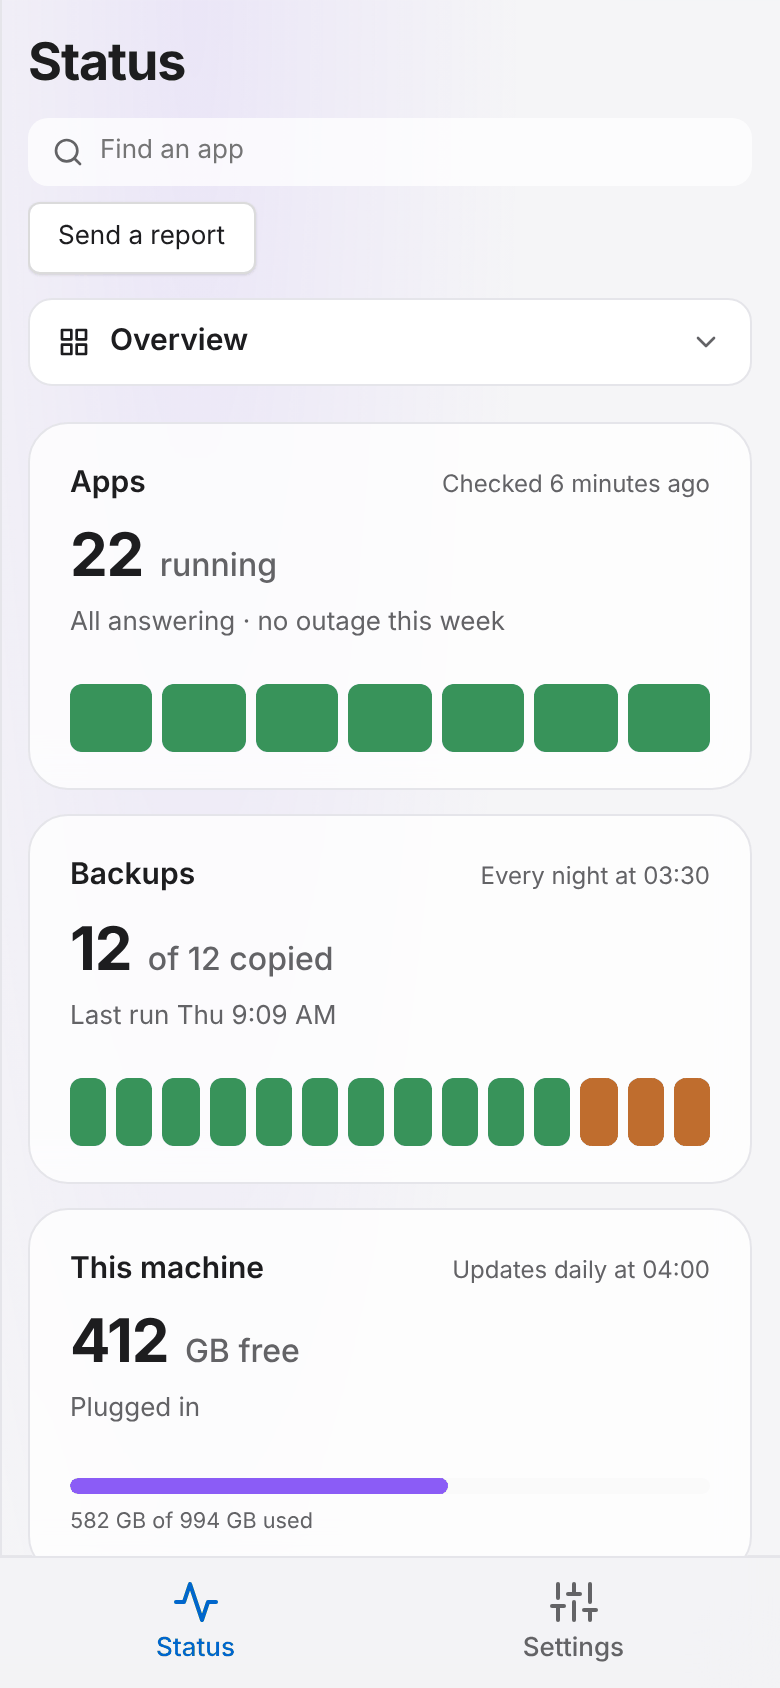 Status
Find an app
Send a report
Overview
Apps
Checked 6 minutes ago
22 running
All answering · no outage this week
Backups
Every night at 03:30
12 of 12 copied
Last run Thu 9:09 AM
This machine
Updates daily at 04:00
412 GB free
Plugged in
582 GB of 994 GB used
Status
Settings